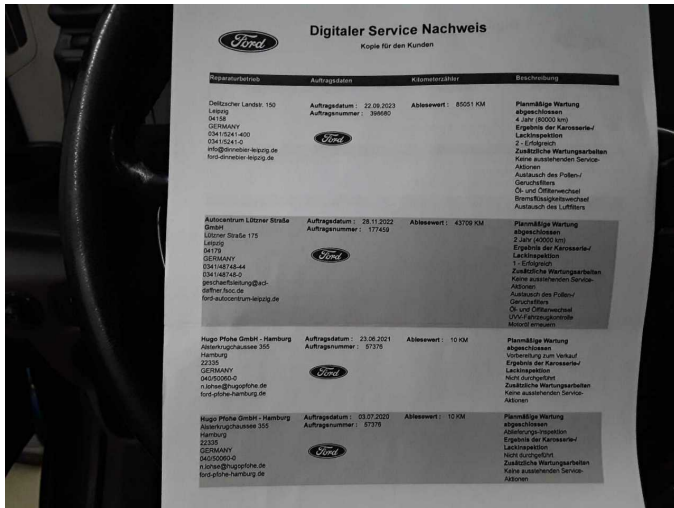 Ford
Digitaler Service Nachweis
Kopie für den Kunden
Reparaturbetrieb Auftragsdaten Kilometerzähler Beschreibung
Delitzscher Landstr. 150
Leipzig
04158
GERMANY
0341/5241-400
0341/5241-0
info@dinnebier-leipzig.de
ford-dinnebier-leipzig.de
Auftragsdatum : 22.09.2023
Auftragsnummer : 398680
Ford
Ablesewert : 85051 KM
Planmäßige Wartung
abgeschlossen
4 Jahr (80000 km)
Ergebnis der Karosserie-/
Lackinspektion
2 - Erfolgreich
Zusätzliche Wartungsarbeiten
Keine ausstehenden Service-
Aktionen
Austausch des Pollen-/
Geruchsfilters
Öl- und Ölfilterwechsel
Bremsflüssigkeitswechsel
Austausch des Luftfilters
Autocentrum Lützner Straße
GmbH
Lützner Straße 175
Leipzig
04179
GERMANY
0341/48748-44
0341/48748-0
geschaeftsleitung@acl-
daffner.fsoc.de
ford-autocentrum-leipzig.de
Auftragsdatum : 28.11.2022
Auftragsnummer : 177459
Ford
Ablesewert : 43709 KM
Planmäßige Wartung
abgeschlossen
2 Jahr (40000 km)
Ergebnis der Karosserie-/
Lackinspektion
1 - Erfolgreich
Zusätzliche Wartungsarbeiten
Keine ausstehenden Service-
Aktionen
Austausch des Pollen-/
Geruchsfilters
Öl- und Ölfilterwechsel
UVV-Fahrzeugkontrolle
Motoröl erneuern
Hugo Pfohe GmbH - Hamburg
Alsterkrugchaussee 355
Hamburg
22335
GERMANY
040/50060-0
n.lohse@hugopfohe.de
ford-pfohe-hamburg.de
Auftragsdatum : 23.06.2021
Auftragsnummer : 57376
Ford
Ablesewert : 10 KM
Planmäßige Wartung
abgeschlossen
Vorbereitung zum Verkauf
Ergebnis der Karosserie-/
Lackinspektion
Nicht durchgeführt
Zusätzliche Wartungsarbeiten
Keine ausstehenden Service-
Aktionen
Hugo Pfohe GmbH - Hamburg
Alsterkrugchaussee 355
Hamburg
22335
GERMANY
040/50060-0
n.lohse@hugopfohe.de
ford-pfohe-hamburg.de
Auftragsdatum : 03.07.2020
Auftragsnummer : 57376
Ford
Ablesewert : 10 KM
Planmäßige Wartung
abgeschlossen
Ablieferungs-Inspektion
Ergebnis der Karosserie-/
Lackinspektion
Nicht durchgeführt
Zusätzliche Wartungsarbeiten
Keine ausstehenden Service-
Aktionen